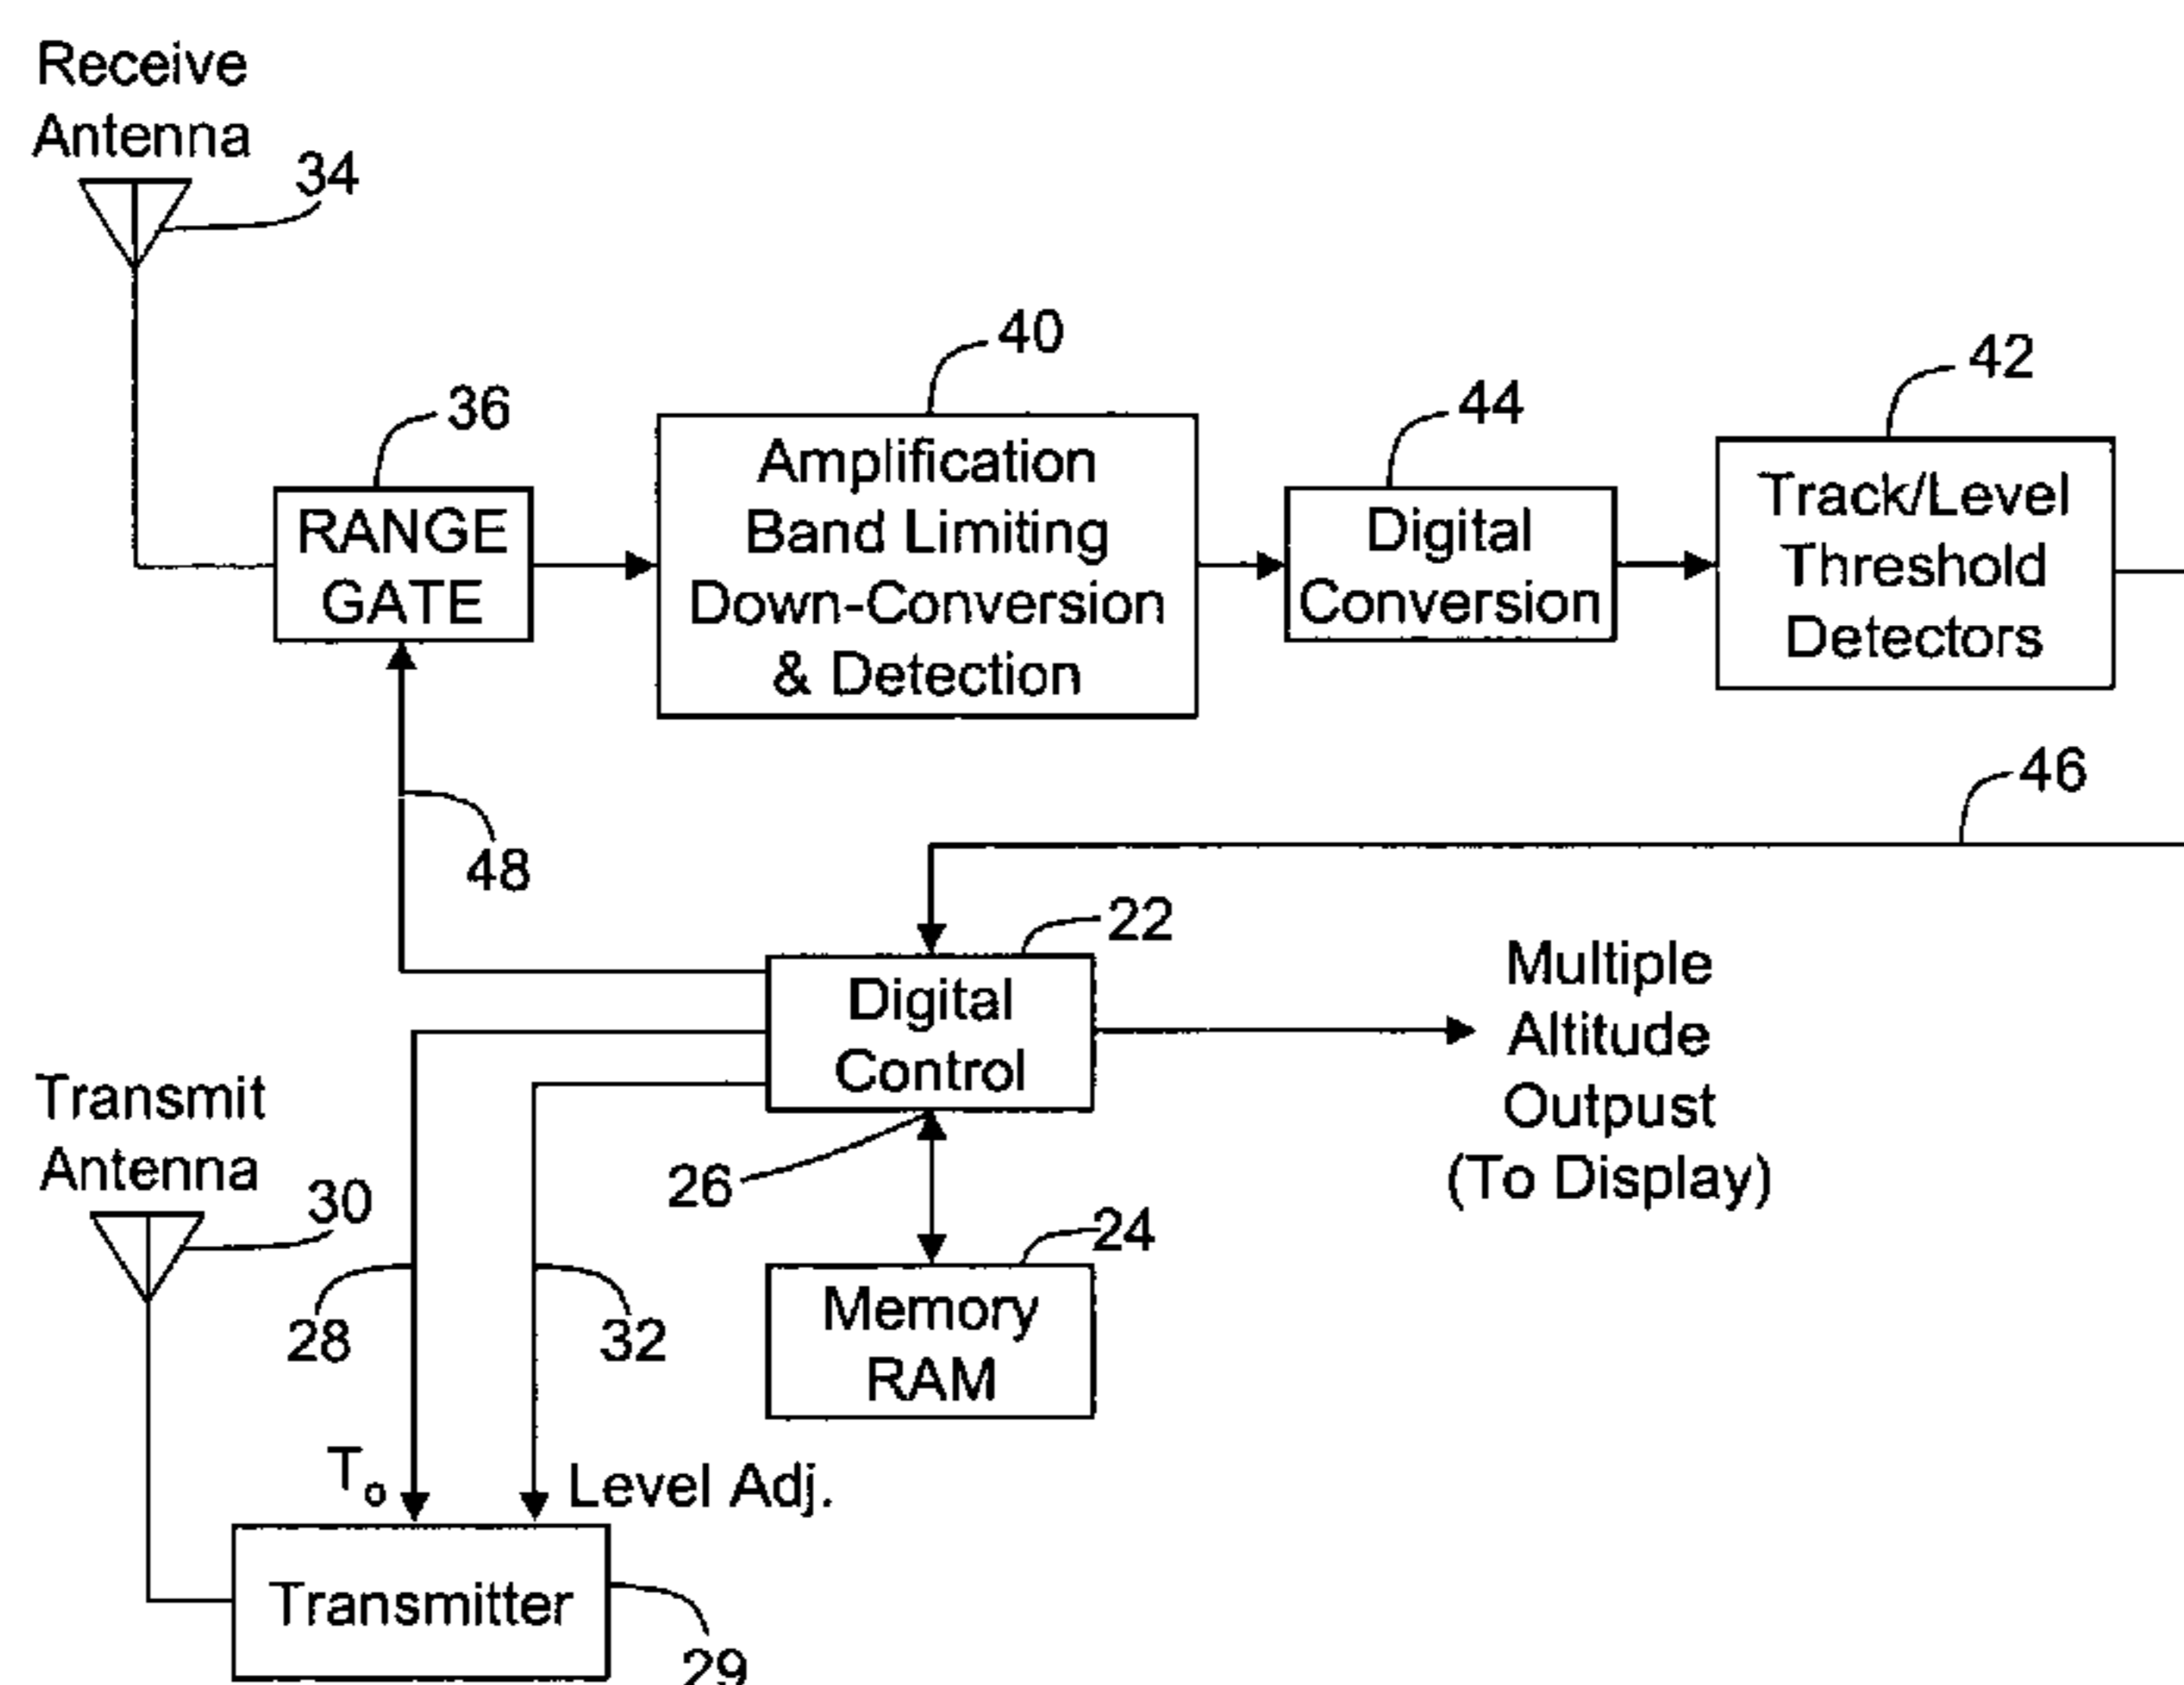 Receive
Antenna
34
40
42
44
36
RANGE
GATE
Amplification
Band Limiting
Down-Conversion
& Detection
Digital
Conversion
Track/Level
Threshold
Detectors
46
48
22
Digital
Control
Multiple
Altitude
Outpust
(To Display)
Transmit
Antenna
30
26
24
28
32
Memory
RAM
To
Level Adj.
Transmitter
29